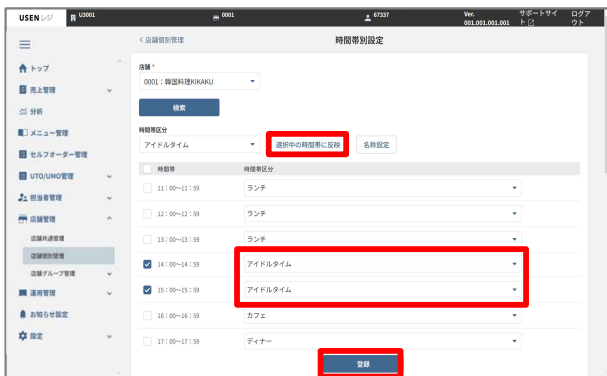 USEN レジ U3001 0001 67337 Ver. 001.001.001.001 サポートサイト ログアウト
< 店舗個別管理 時間帯別設定
トップ
売上管理
分析
メニュー管理
セルフオーダー管理
UTO/UMO管理
担当者管理
店舗管理
店舗共通管理
店舗個別管理
店舗グループ管理
運用管理
お知らせ設定
設定
店舗 *
0001：韓国料理KIKAKU
検索
時間帯区分
アイドルタイム 選択中の時間帯に反映 名称設定
時間帯 時間帯区分
11：00～11：59 ランチ
12：00～12：59 ランチ
13：00～13：59 ランチ
14：00～14：59 アイドルタイム
15：00～15：59 アイドルタイム
16：00～16：59 カフェ
17：00～17：59 ディナー
登録